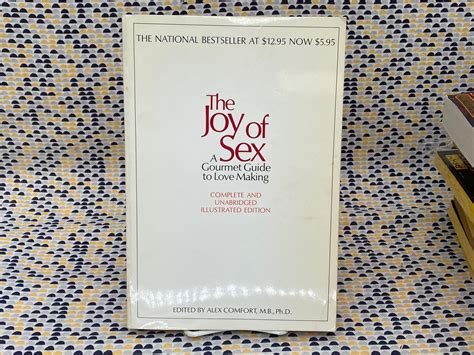 THE NATIONAL BESTSELLER AT $12.95 NOW $5.95
The
Joy of
Sex
A
Gourmet Guide
to Love Making
COMPLETE AND
UNABRIDGED
ILLUSTRATED EDITION
EDITED BY ALEX COMFORT, M.B., Ph.D.